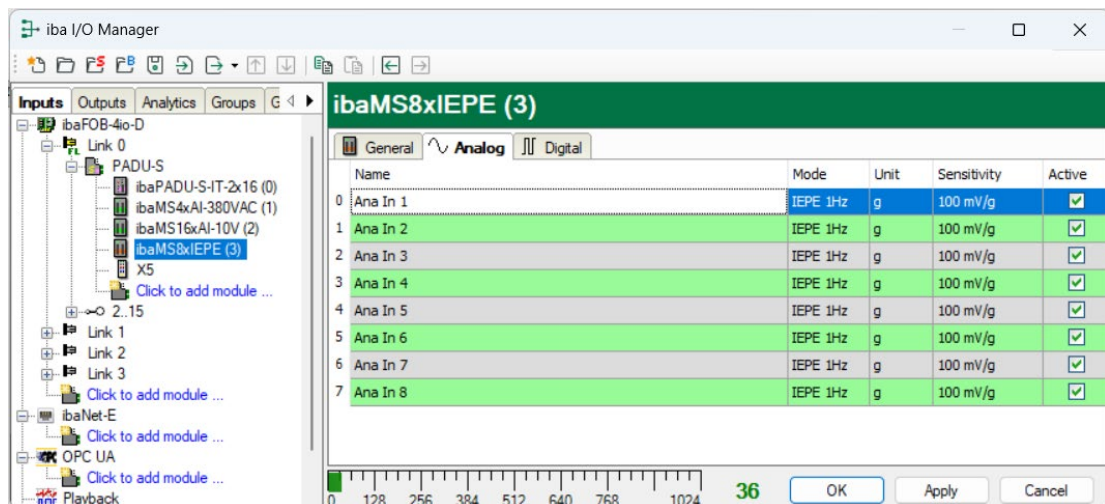 iba I/O Manager
Inputs Outputs Analytics Groups G
ibaFOB-4io-D
Link 0
PADU-S
ibaPADU-S-IT-2x16 (0)
ibaMS4xAI-380VAC (1)
ibaMS16xAI-10V (2)
ibaMS8xIEPE (3)
X5
Click to add module ...
2..15
Link 1
Link 2
Link 3
Click to add module ...
ibaNet-E
Click to add module ...
OPC UA
Click to add module ...
Playback
ibaMS8xIEPE (3)
General Analog Digital
Name Mode Unit Sensitivity Active
0 Ana In 1 IEPE 1Hz g 100 mV/g
1 Ana In 2 IEPE 1Hz g 100 mV/g
2 Ana In 3 IEPE 1Hz g 100 mV/g
3 Ana In 4 IEPE 1Hz g 100 mV/g
4 Ana In 5 IEPE 1Hz g 100 mV/g
5 Ana In 6 IEPE 1Hz g 100 mV/g
6 Ana In 7 IEPE 1Hz g 100 mV/g
7 Ana In 8 IEPE 1Hz g 100 mV/g
0 128 256 384 512 640 768 1024 36 OK Apply Cancel